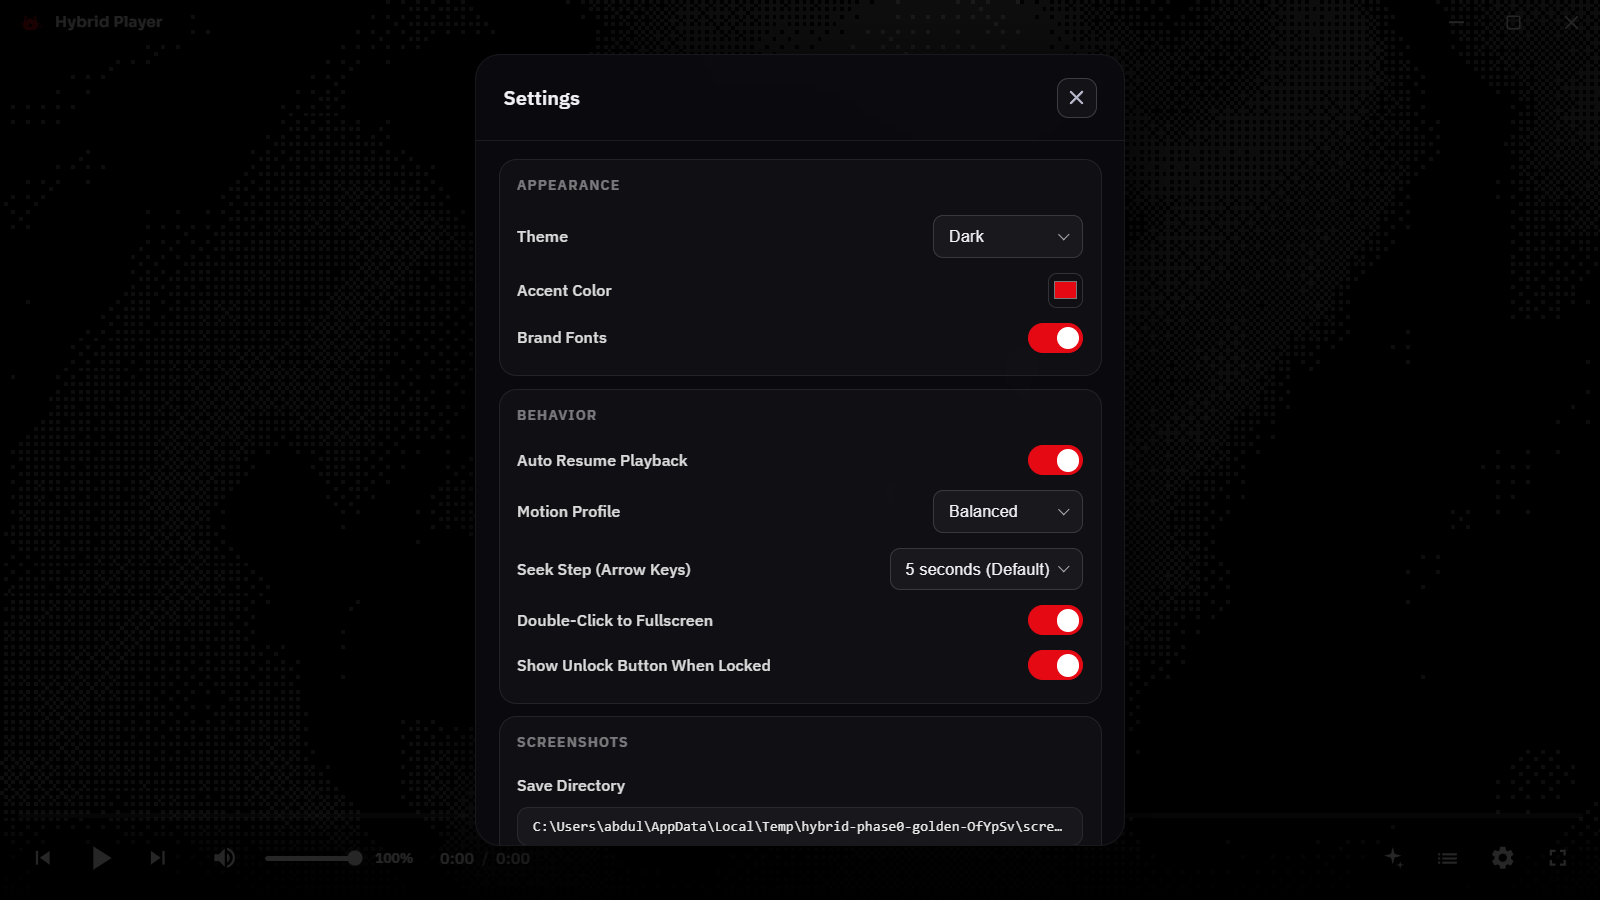 Hybrid Player
Settings
APPEARANCE
Theme
Dark
Accent Color
Brand Fonts
BEHAVIOR
Auto Resume Playback
Motion Profile
Balanced
Seek Step (Arrow Keys)
5 seconds (Default)
Double-Click to Fullscreen
Show Unlock Button When Locked
SCREENSHOTS
Save Directory
C:\Users\abdul\AppData\Local\Temp\hybrid-phase0-golden-OfYpSv\scre…
100%
0:00 / 0:00